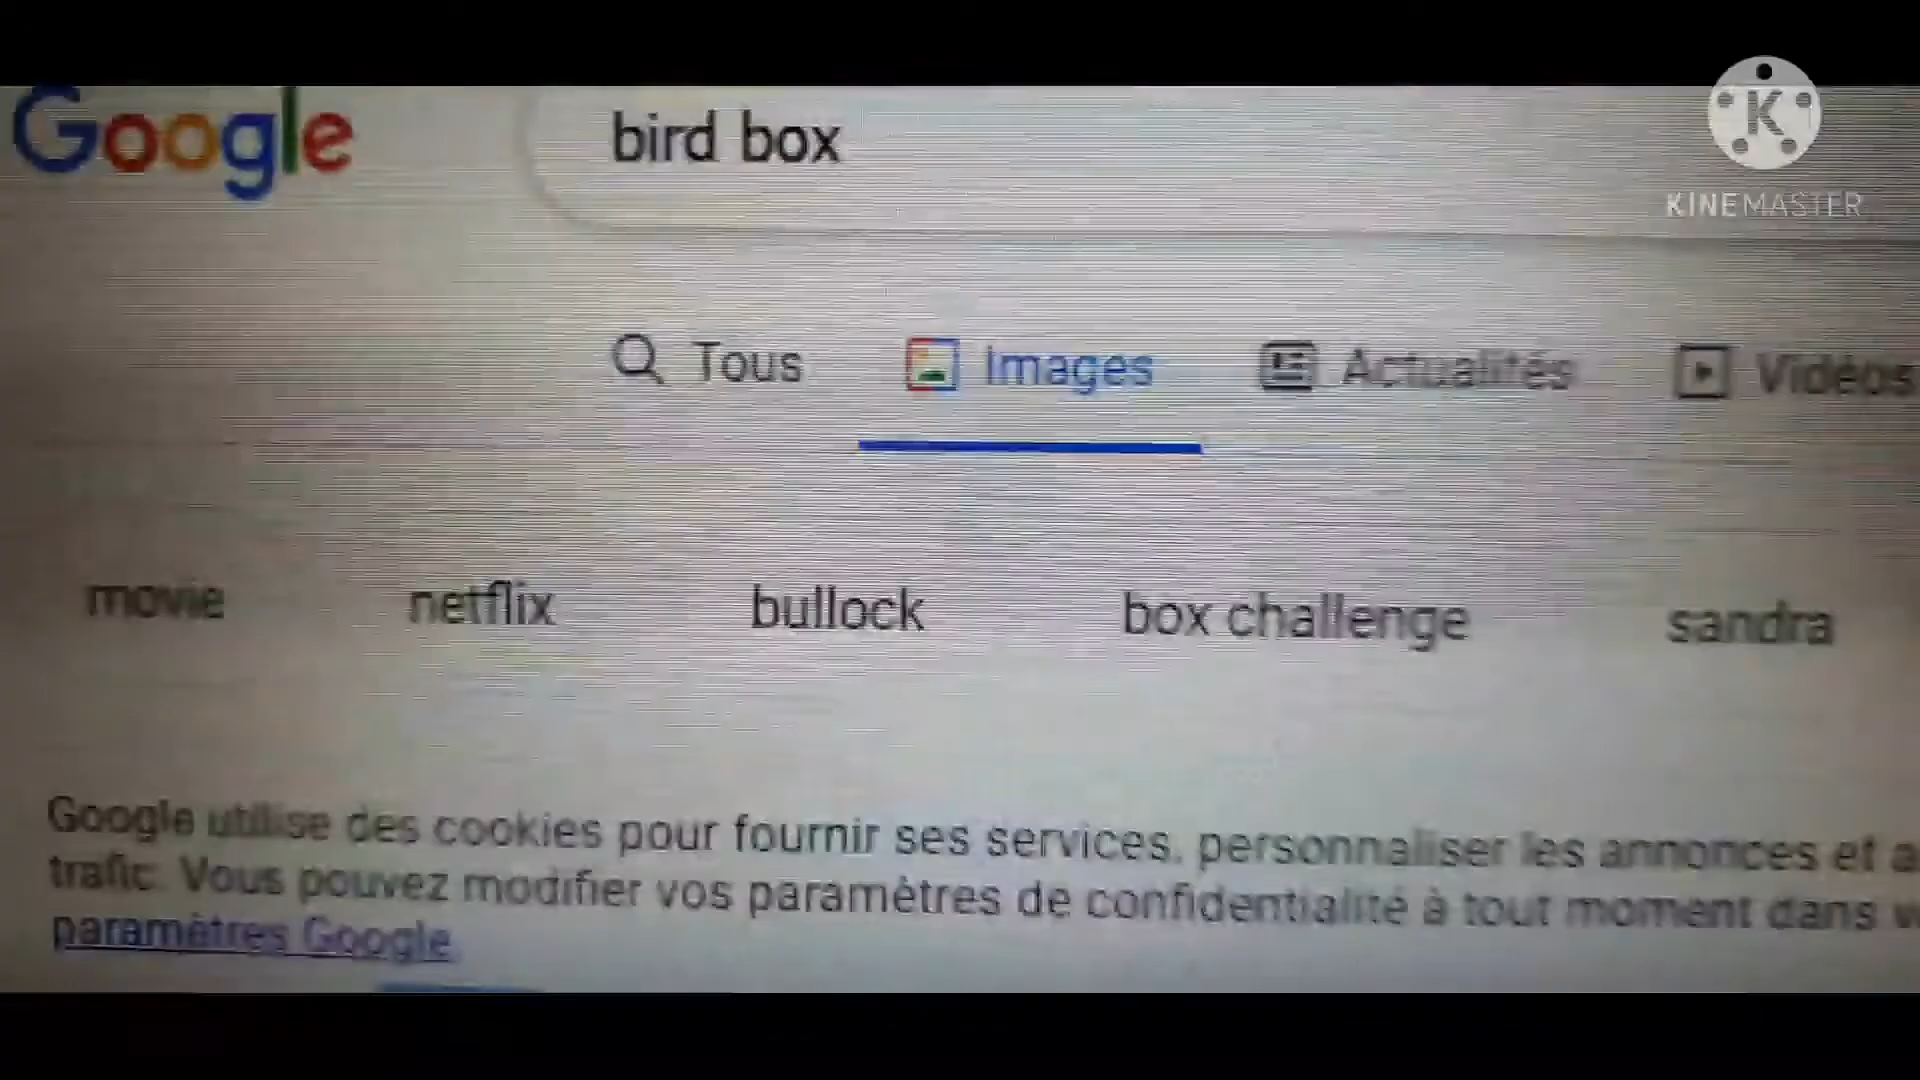 Google
bird box
K
KINEMASTER
Tous Images Actualités Vidéos
movie netflix bullock box challenge sandra
Google utilise des cookies pour fournir ses services, personnaliser les annonces et
trafic. Vous pouvez modifier vos paramètres de confidentialité à tout moment dans
paramètres Google.